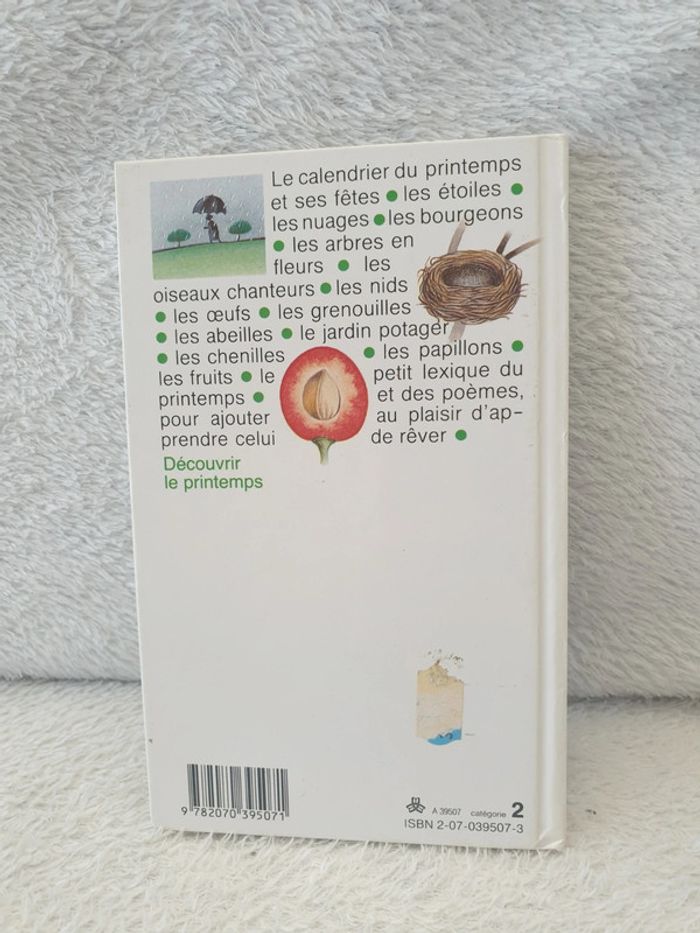 Le calendrier du printemps
et ses fêtes • les étoiles •
les nuages • les bourgeons
• les arbres en
fleurs • les
oiseaux chanteurs • les nids
• les œufs • les grenouilles
• les abeilles • le jardin potager
• les chenilles • les papillons •
les fruits • le petit lexique du
printemps • et des poèmes,
pour ajouter au plaisir d'ap-
prendre celui de rêver •
Découvrir
le printemps
9 782070 395071
A 39507 catégorie 2
ISBN 2-07-039507-3